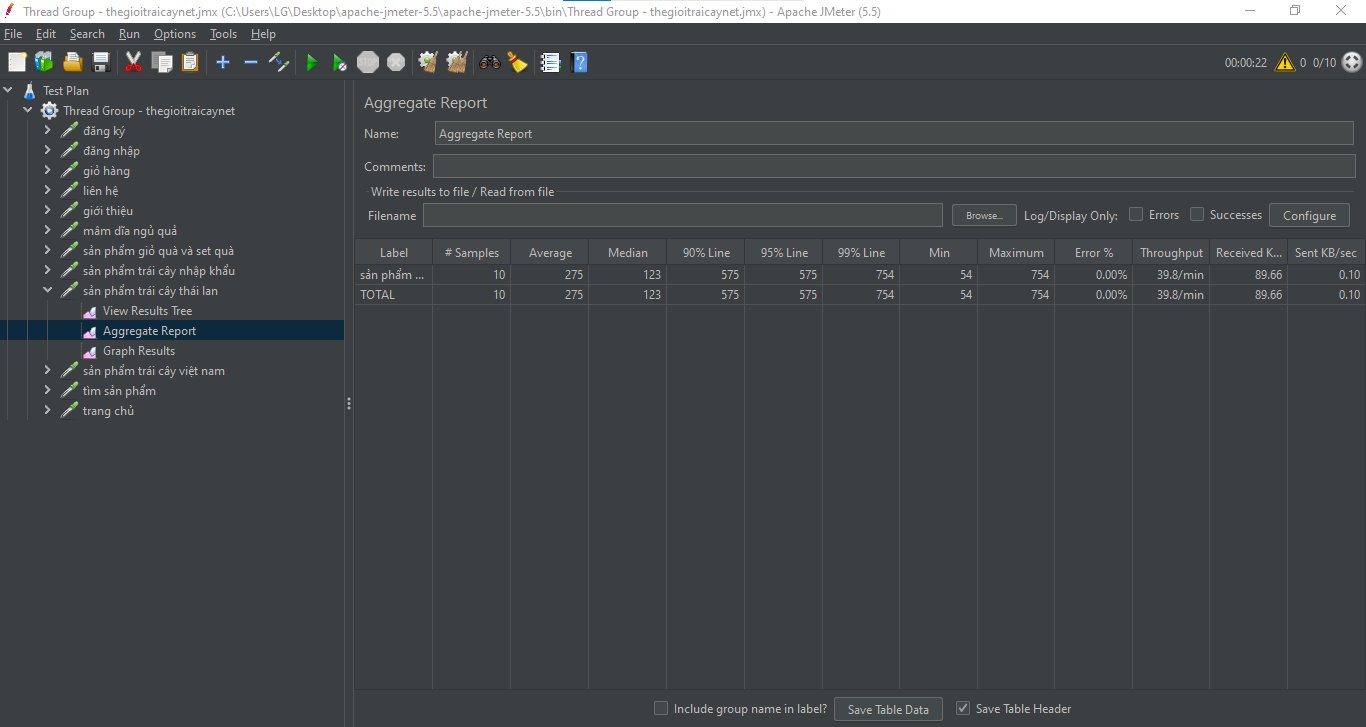 Thread Group - thegioitraicaynet.jmx (C:\Users\LG\Desktop\apache-jmeter-5.5\apache-jmeter-5.5\bin\Thread Group - thegioitraicaynet.jmx) - Apache JMeter (5.5)
File Edit Search Run Options Tools Help
STOP 00:00:22 0 0/10
Test Plan
Thread Group - thegioitraicaynet
đăng ký
đăng nhập
giỏ hàng
liên hệ
giới thiệu
mâm dĩa ngủ quả
sản phẩm giỏ quà và set quà
sản phẩm trái cây nhập khẩu
sản phẩm trái cây thái lan
View Results Tree
Aggregate Report
Graph Results
sản phẩm trái cây việt nam
tìm sản phẩm
trang chủ
Aggregate Report
Name: Aggregate Report
Comments:
Write results to file / Read from file
Filename Browse... Log/Display Only: Errors Successes Configure
Label # Samples Average Median 90% Line 95% Line 99% Line Min Maximum Error % Throughput Received K... Sent KB/sec
sản phẩm ... 10 275 123 575 575 754 54 754 0.00% 39.8/min 89.66 0.10
TOTAL 10 275 123 575 575 754 54 754 0.00% 39.8/min 89.66 0.10
Include group name in label? Save Table Data Save Table Header